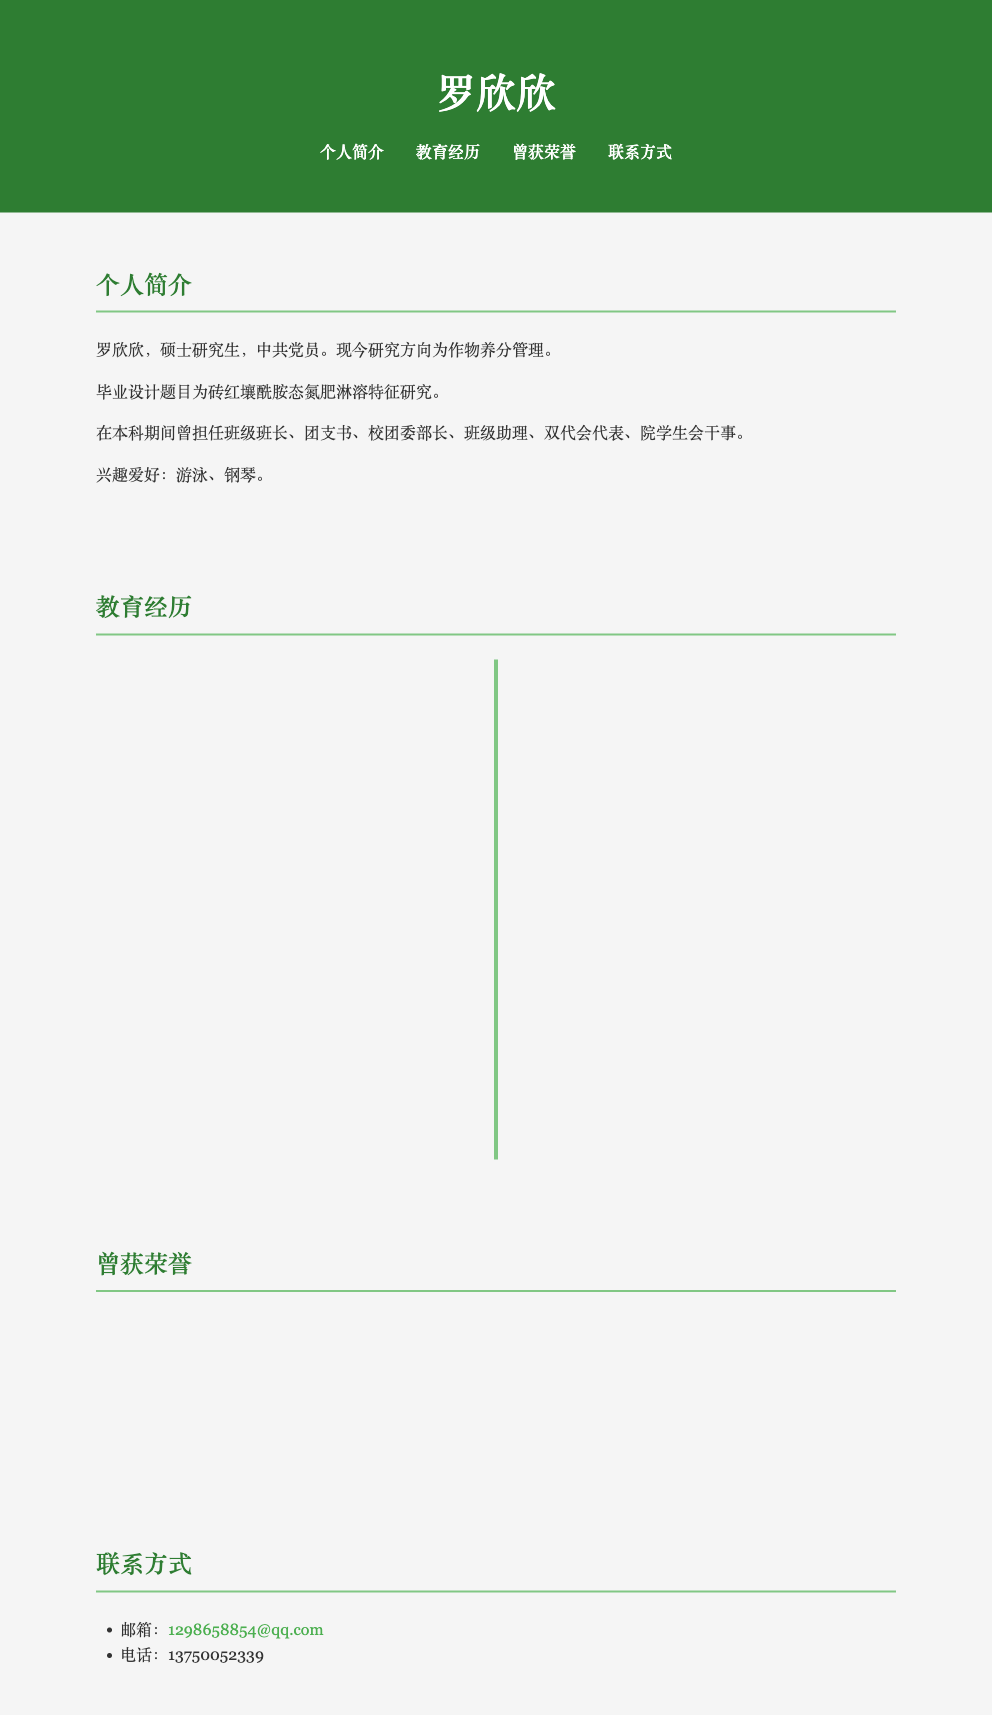 罗欣欣
个人简介 教育经历 曾获荣誉 联系方式
个人简介
罗欣欣，硕士研究生，中共党员。现今研究方向为作物养分管理。
毕业设计题目为砖红壤酰胺态氮肥淋溶特征研究。
在本科期间曾担任班级班长、团支书、校团委部长、班级助理、双代会代表、院学生会干事。
兴趣爱好：游泳、钢琴。
教育经历
曾获荣誉
联系方式
• 邮箱：1298658854@qq.com
• 电话：13750052339